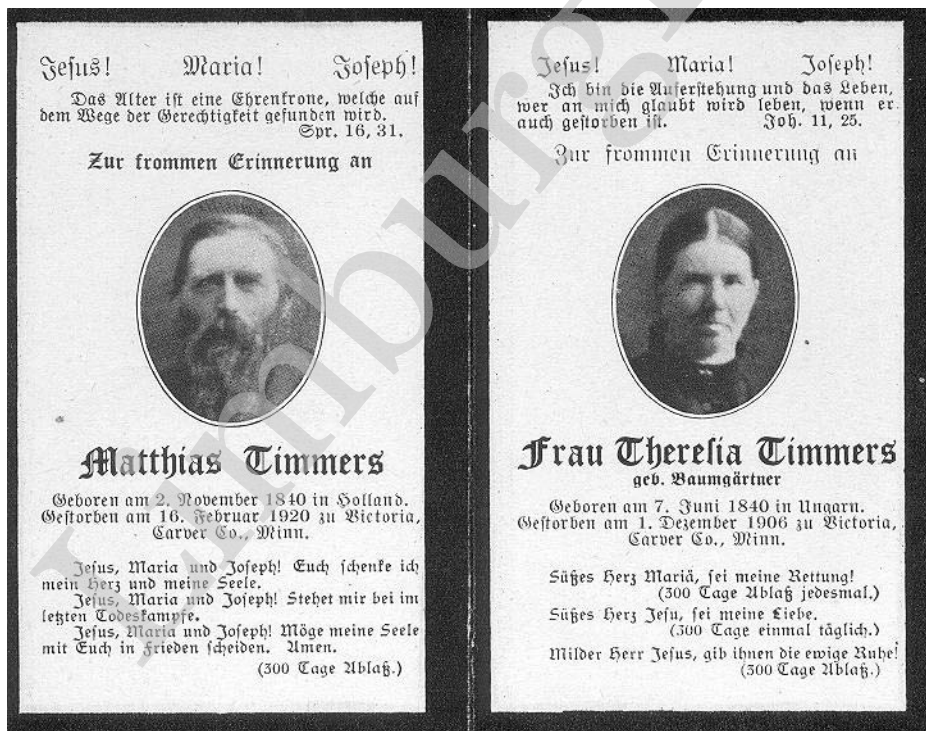 Jesus! Maria! Joseph!
Das Alter ist eine Ehrenkrone, welche auf
dem Wege der Gerechtigkeit gefunden wird.
Spr. 16, 31.
Zur frommen Erinnerung an
Matthias Timmers
Geboren am 2. November 1840 in Holland.
Gestorben am 16. Februar 1920 zu Victoria,
Carver Co., Minn.
Jesus, Maria und Joseph! Euch schenke ich
mein Herz und meine Seele.
Jesus, Maria und Joseph! Stehet mir bei im
letzten Todeskampfe.
Jesus, Maria und Joseph! Möge meine Seele
mit Euch in Frieden scheiden. Amen.
(300 Tage Ablaß.)
Jesus! Maria! Joseph!
Ich bin die Auferstehung und das Leben,
wer an mich glaubt wird leben, wenn er
auch gestorben ist. Joh. 11, 25.
Zur frommen Erinnerung an
Frau Theresia Timmers
geb. Baumgärtner
Geboren am 7. Juni 1840 in Ungarn.
Gestorben am 1. Dezember 1906 zu Victoria,
Carver Co., Minn.
Süßes Herz Mariä, sei meine Rettung!
(300 Tage Ablaß jedesmal.)
Süßes Herz Jesu, sei meine Liebe.
(300 Tage einmal täglich.)
Milder Herr Jesus, gib ihnen die ewige Ruhe!
(300 Tage Ablaß.)